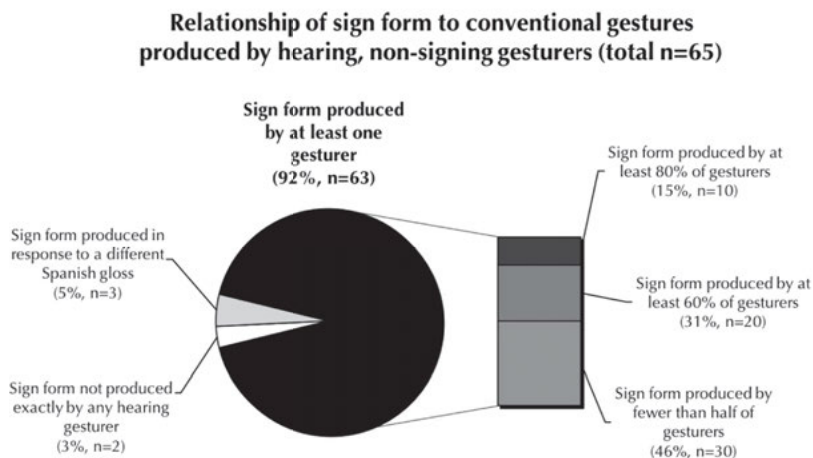 Relationship of sign form to conventional gestures
produced by hearing, non-signing gesturers (total n=65)
Sign form produced
by at least one
gesturer
(92%, n=63)
Sign form produced in
response to a different
Spanish gloss
(5%, n=3)
Sign form not produced
exactly by any hearing
gesturer
(3%, n=2)
Sign form produced by at
least 80% of gesturers
(15%, n=10)
Sign form produced by at
least 60% of gesturers
(31%, n=20)
Sign form produced by
fewer than half of
gesturers
(46%, n=30)